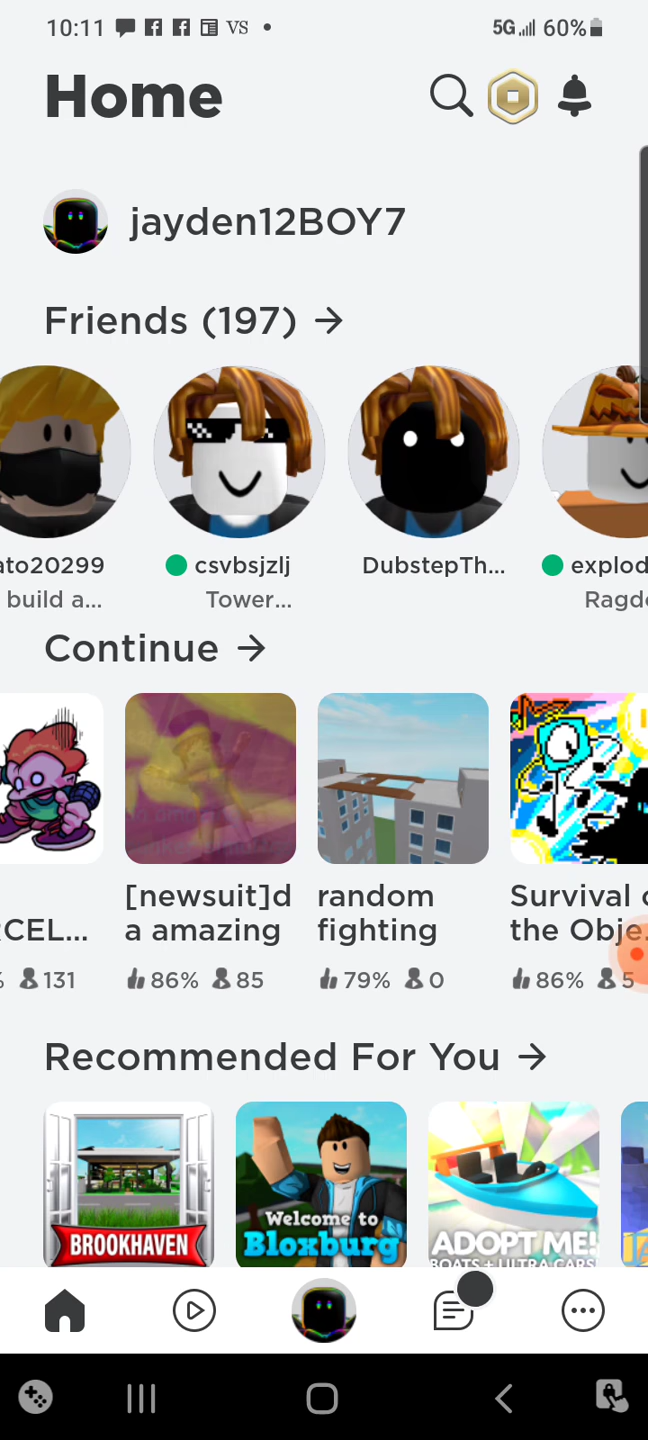 10:11 VS 5G 60%
Home
jayden12BOY7
Friends (197) →
ato20299 csvbsjzlj DubstepTh... explod
build a... Tower... Ragd
Continue →
[newsuit]d random Survival
CEL... a amazing fighting the Obje.
% 131 86% 85 79% 0 86% 5
Recommended For You →
BROOKHAVEN
Welcome to
Bloxburg
ADOPT ME!
BOATS + ULTRA CARS